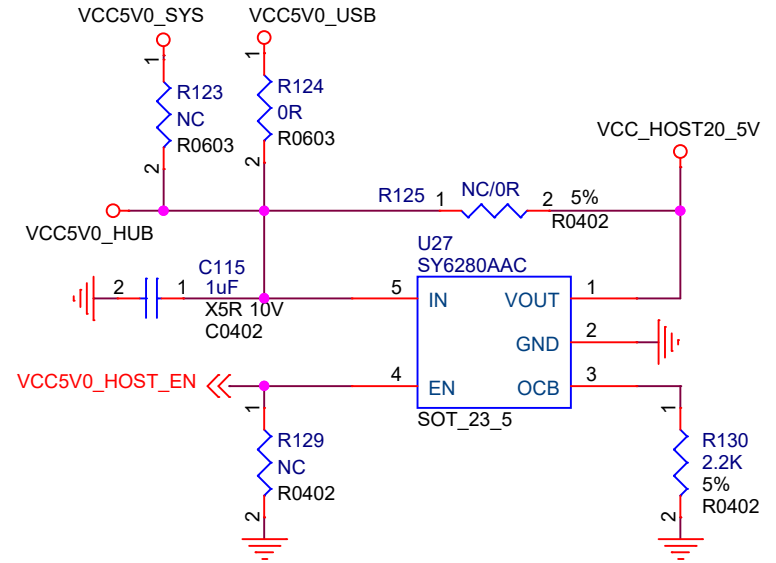 VCC5V0_SYS
VCC5V0_USB
1
1
R123
NC
R0603
R124
0R
R0603
2
2
VCC_HOST20_5V
VCC5V0_HUB
R125
1
NC/0R
2
5%
R0402
U27
SY6280AAC
2
C115
1
1uF
X5R 10V
C0402
5
IN
VOUT
1
GND
2
VCC5V0_HOST_EN
4
EN
OCB
3
SOT_23_5
1
R129
NC
R0402
2
1
R130
2.2K
5%
R0402
2